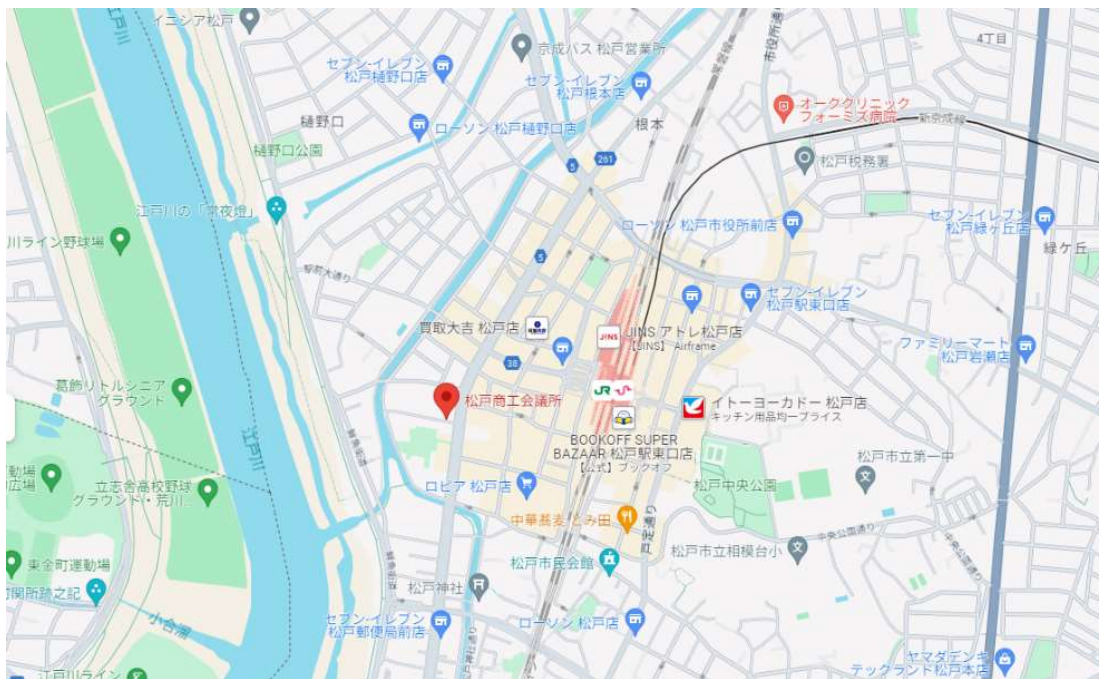 イニシア松戸
江戸川
京成バス 松戸営業所
市役所通り
4丁目
常磐線
セブン-イレブン
松戸樋野口店
セブン-イレブン
松戸根本店
オーククリニック
フォーミズ病院
ローソン 松戸樋野口店
樋野口
根本
新京成線
樋野口公園
5
261
松戸税務署
江戸川の「常夜燈」
川ライン野球場
ローソン 松戸市役所前店
セブン-イレブン
松戸緑ケ丘店
緑ケ丘
5
セブン-イレブン
松戸駅東口店
買取大吉 松戸店
JINS
JINS アトレ松戸店
【JINS】 Airframe
ファミリーマート
松戸岩瀬店
38
葛飾リトルシニア
グラウンド
松戸商工会議所
JR
イトーヨーカドー 松戸店
キッチン用品均一プライス
江戸川
BOOKOFF SUPER
BAZAAR 松戸駅東口店
【公式】ブックオフ
松戸市立第一中
松戸中央公園
立志舎高校野球
グラウンド・荒川...
ロピア 松戸店
中華蕎麦 とみ田
戸定通り
中央公園通り
中央公園通り
松戸市立相模台小
東金町運動場
松戸市民会館
関所跡之記
松戸神社
小合溜
セブン-イレブン
松戸郵便局前店
ローソン 松戸店
ヤマダデンキ
テックランド松戸本店
江戸川ライン